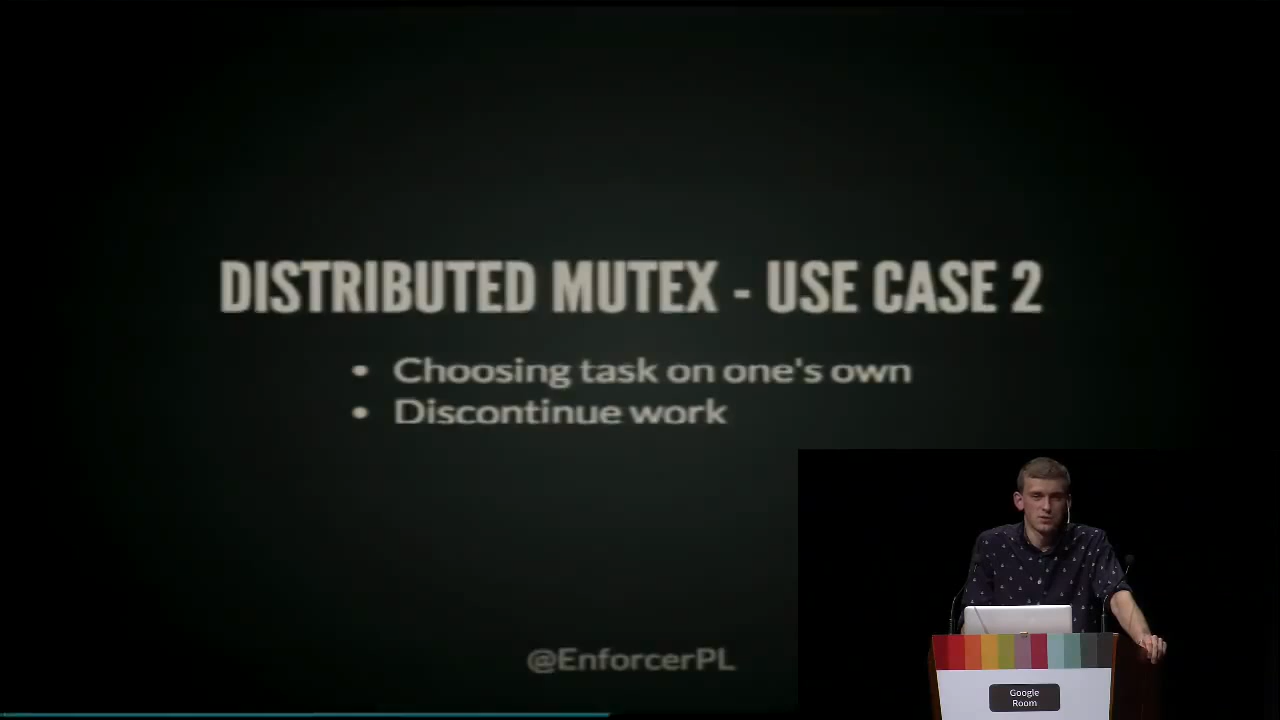 DISTRIBUTED MUTEX - USE CASE 2
• Choosing task on one's own
• Discontinue work
@EnforcerPL
Google
Room